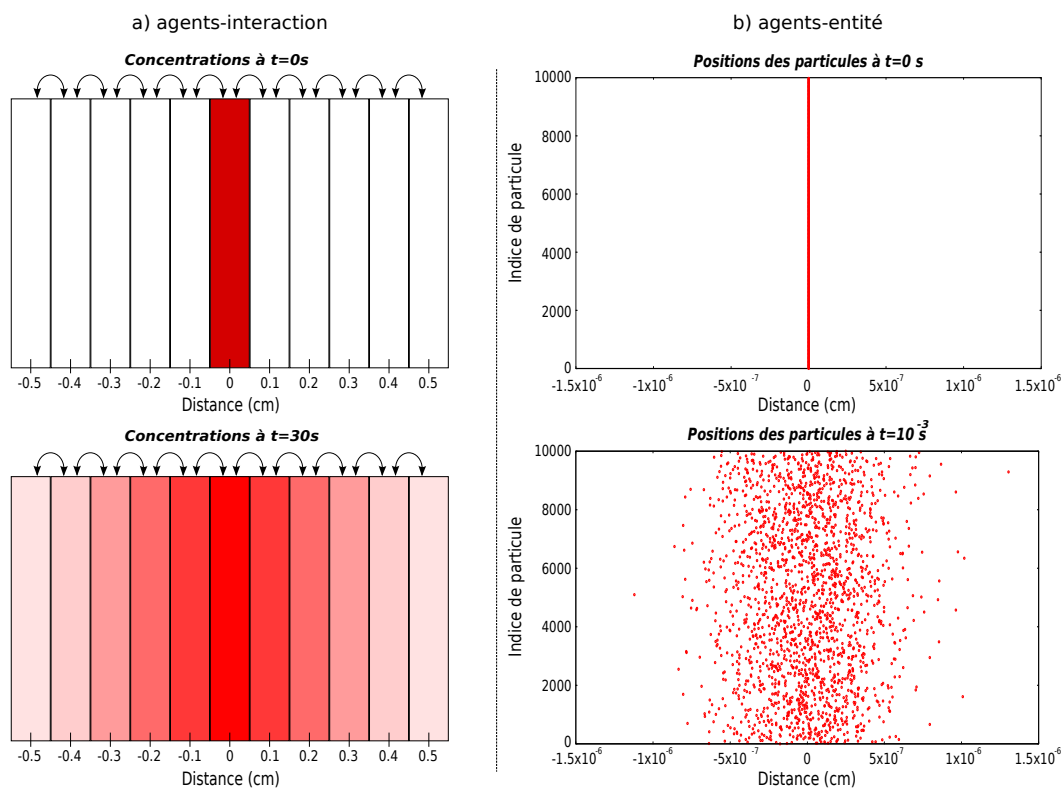 a) agents-interaction
Concentrations à t=0s
-0.5 -0.4 -0.3 -0.2 -0.1 0 0.1 0.2 0.3 0.4 0.5
Distance (cm)
Concentrations à t=30s
-0.5 -0.4 -0.3 -0.2 -0.1 0 0.1 0.2 0.3 0.4 0.5
Distance (cm)
b) agents-entité
Positions des particules à t=0 s
Indice de particule
10000
8000
6000
4000
2000
0
-1.5x10⁻⁶ -1x10⁻⁶ -5x10⁻⁷ 0 5x10⁻⁷ 1x10⁻⁶ 1.5x10⁻⁶
Distance (cm)
Positions des particules à t=10⁻³s
Indice de particule
10000
8000
6000
4000
2000
0
-1.5x10⁻⁶ -1x10⁻⁶ -5x10⁻⁷ 0 5x10⁻⁷ 1x10⁻⁶ 1.5x10⁻⁶
Distance (cm)